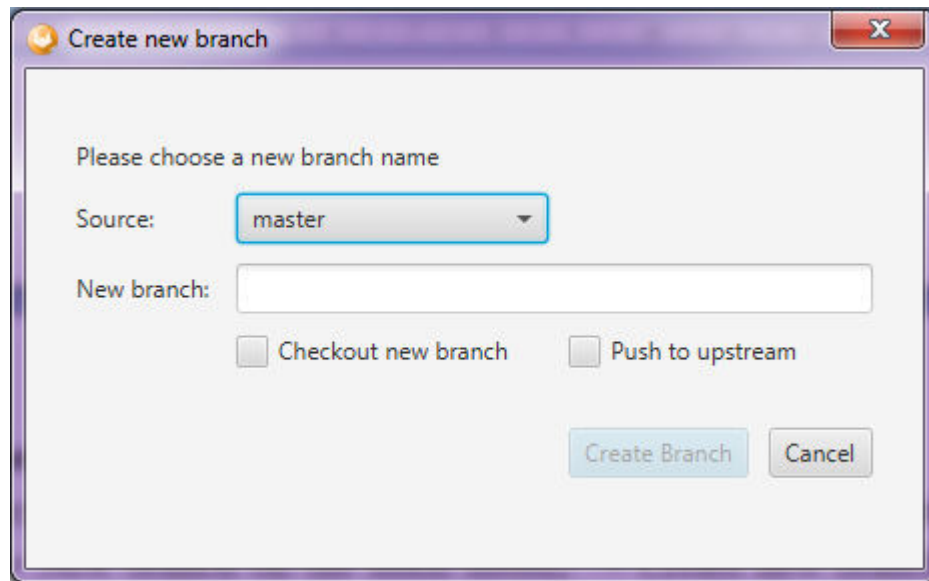 Create new branch
Please choose a new branch name
Source: master
New branch:
Checkout new branch Push to upstream
Create Branch Cancel